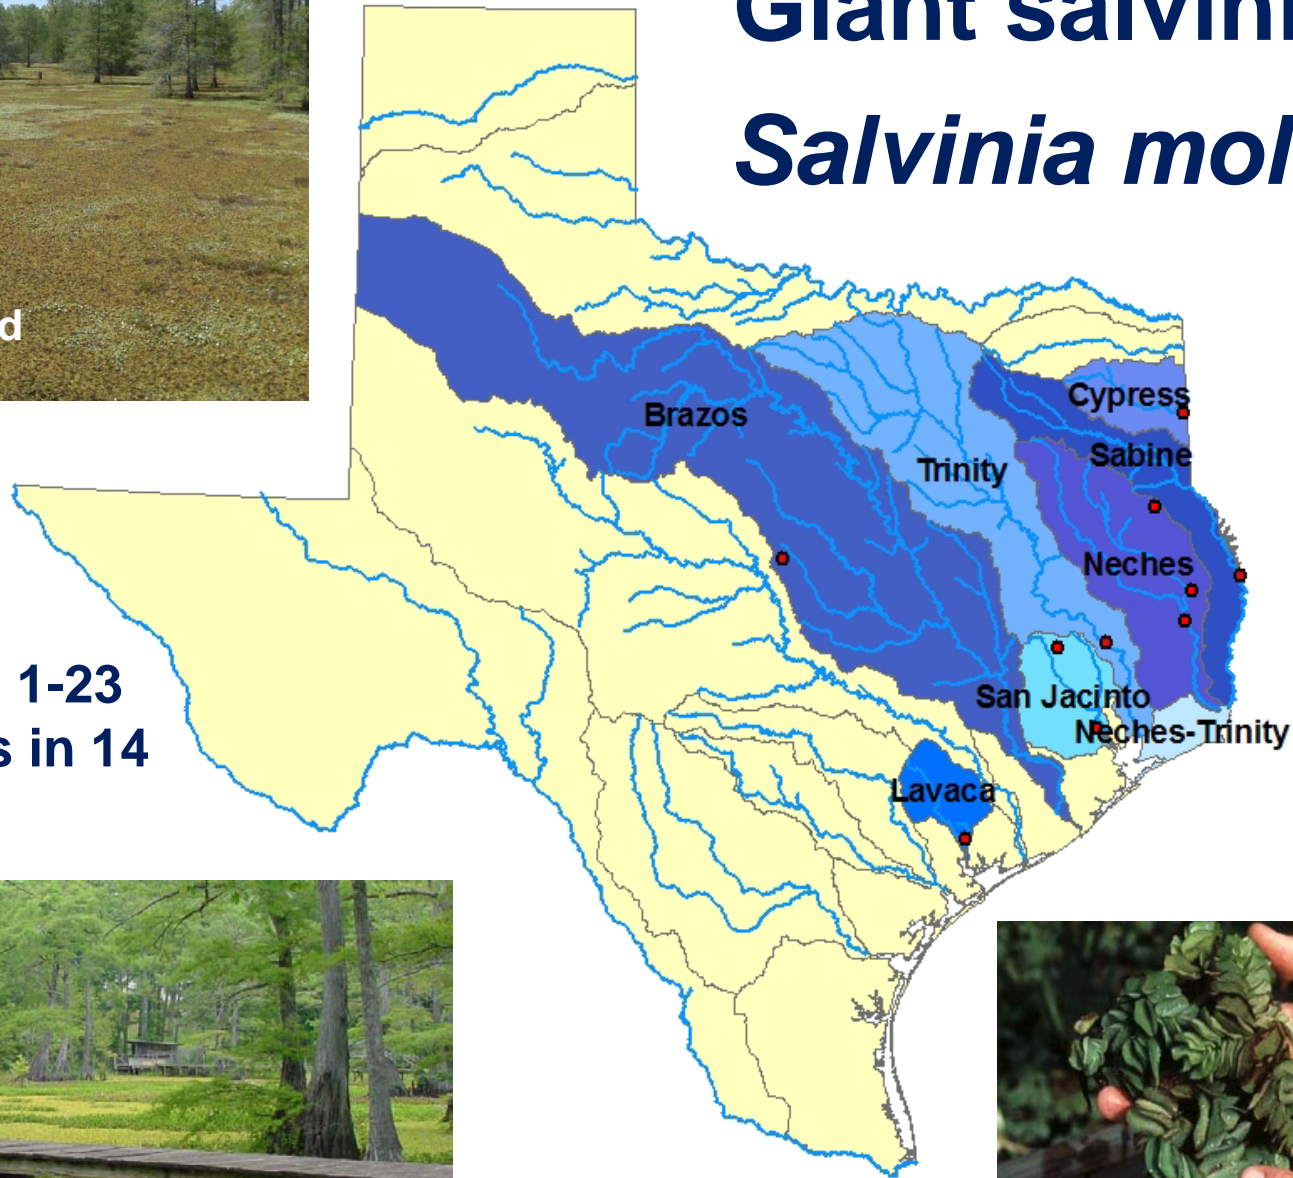 Giant salvini
Salvinia mol
d
Cypress
Brazos
Sabine
Trinity
Neches
1-23
San Jacinto
Neches-Trinity
s in 14
Lavaca